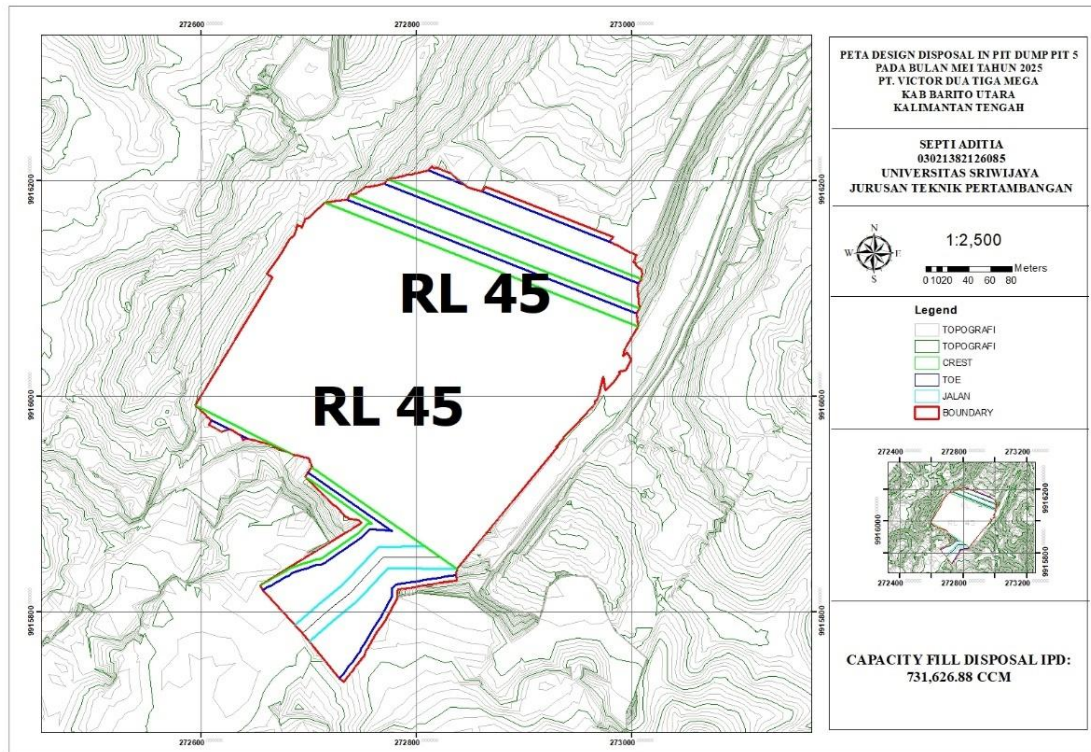 272600 272800 273000
9916200 9916200
RL 45
9916000 9916000
RL 45
9915800 9915800
272600 272800 273000
PETA DESIGN DISPOSAL IN PIT DUMP PIT 5
PADA BULAN MEI TAHUN 2025
PT. VICTOR DUA TIGA MEGA
KAB BARITO UTARA
KALIMANTAN TENGAH
SEPTI ADITIA
03021382126085
UNIVERSITAS SRIWIJAYA
JURUSAN TEKNIK PERTAMBANGAN
N
W E
S
1:2,500
Meters
0 10 20 40 60 80
Legend
TOPOGRAFI
TOPOGRAFI
CREST
TOE
JALAN
BOUNDARY
272400 272800 273200
9916200 9916200
9916000 9916000
9915800 9915800
272400 272800 273200
CAPACITY FILL DISPOSAL IPD:
731,626.88 CCM